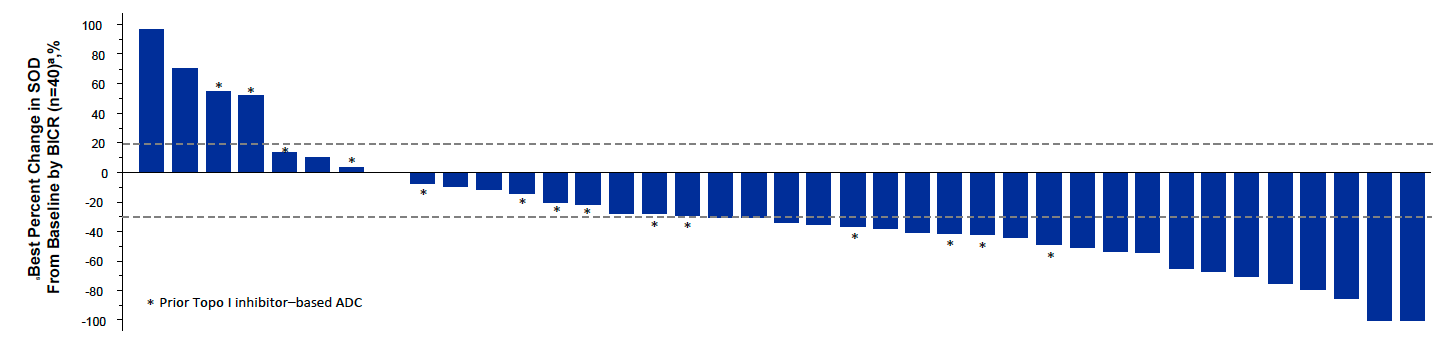 ₐBest Percent Change in SOD
From Baseline by BICR (n=40)ᵃ,%
100
80
60
40
20
0
-20
-40
-60
-80
-100
* * * * *
* * * * * * * * * * *
* Prior Topo I inhibitor–based ADC